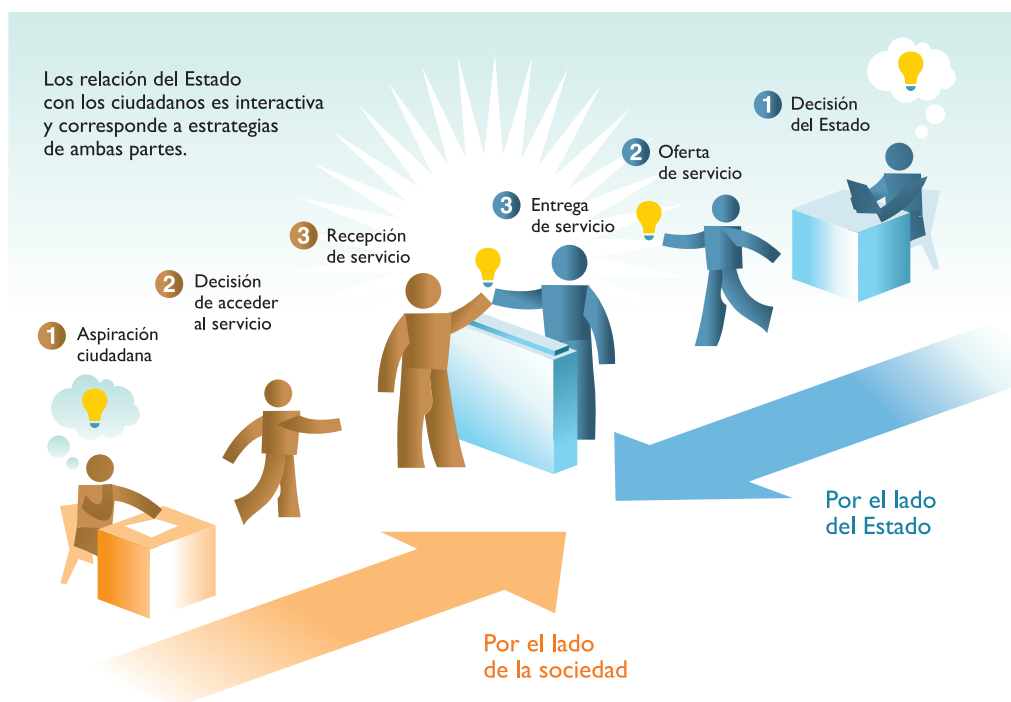 Los relación del Estado
con los ciudadanos es interactiva
y corresponde a estrategias
de ambas partes.
1 Decisión
del Estado
2 Oferta
de servicio
3 Entrega
de servicio
3 Recepción
de servicio
2 Decisión
de acceder
al servicio
1 Aspiración
ciudadana
Por el lado
del Estado
Por el lado
de la sociedad